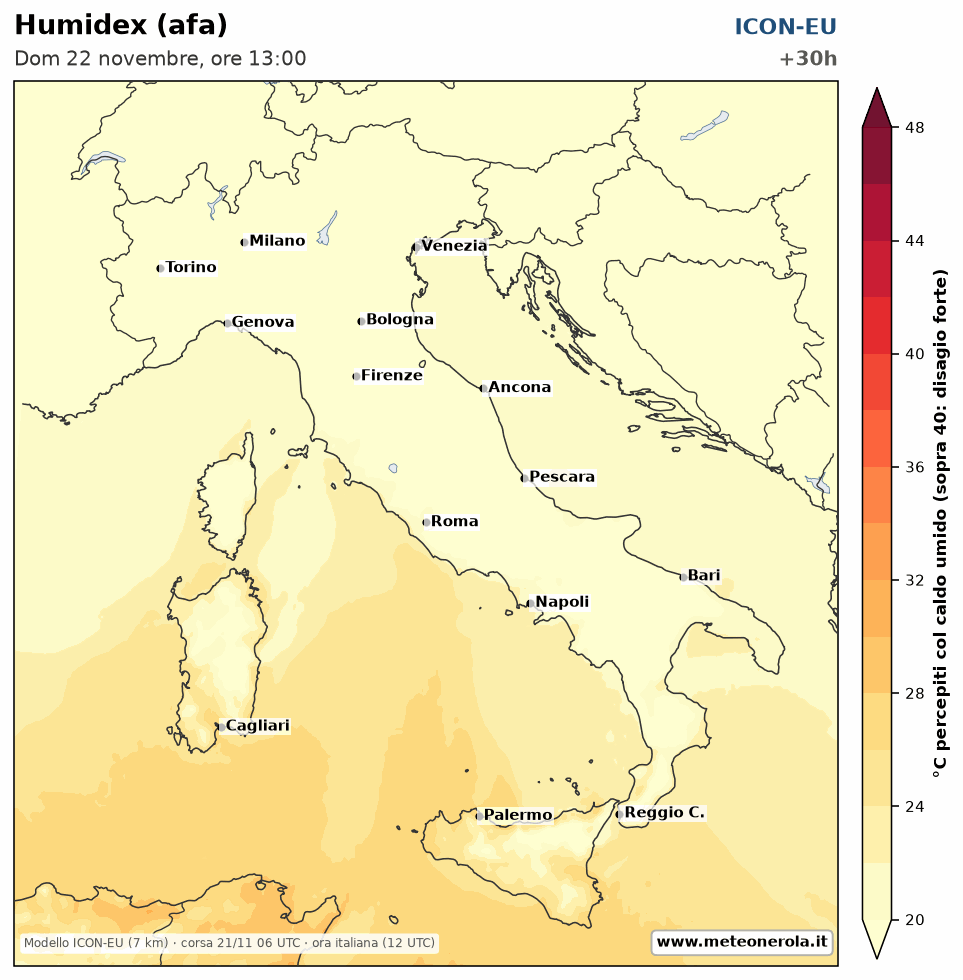 Humidex (afa)
ICON-EU
Dom 22 novembre, ore 13:00
+30h
Milano
Venezia
Torino
Genova
Bologna
Firenze
Ancona
Pescara
Roma
Bari
Napoli
Cagliari
Palermo
Reggio C.
48
44
40
36
32
28
24
20
°C percepiti col caldo umido (sopra 40: disagio forte)
Modello ICON-EU (7 km) · corsa 21/11 06 UTC · ora italiana (12 UTC)
www.meteonerola.it